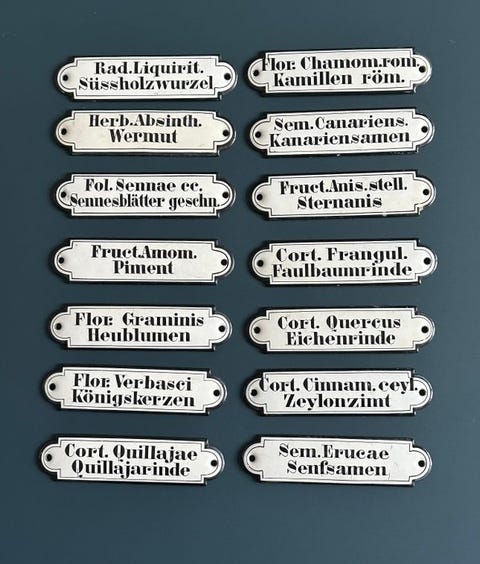 Rad.Liquirit.
Süssholzwurzel
Flor. Chamom.rom.
Kamillen röm.
Herb.Absinth.
Wermut
Sem.Canariens.
Kanariensamen
Fol. Sennae cc.
Sennesblätter geschn.
Fruct.Anis.stell.
Sternanis
Fruct.Amom.
Piment
Cort. Frangul.
Faulbaumrinde
Flor. Graminis
Heublumen
Cort. Quercus
Eichenrinde
Flor. Verbasci
Königskerzen
Cort. Cinnam. ceyl.
Zeylonzimt
Cort. Quillajae
Quillajarinde
Sem.Erucae
Senfsamen